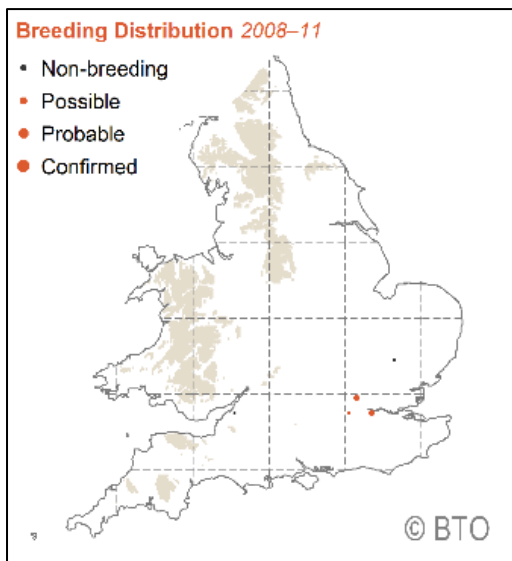 Breeding Distribution 2008–11
Non-breeding
Possible
Probable
Confirmed
© BTO